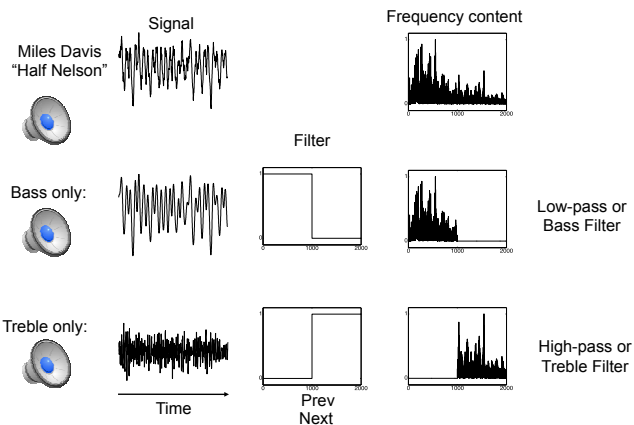 Signal
Frequency content
Miles Davis
“Half Nelson”
1
0
0 1000 2000
Filter
Bass only:
1
0
0 1000 2000
1
0
0 1000 2000
Low-pass or
Bass Filter
Treble only:
1
0
0 1000 2000
1
0
0 1000 2000
High-pass or
Treble Filter
Time
Prev
Next